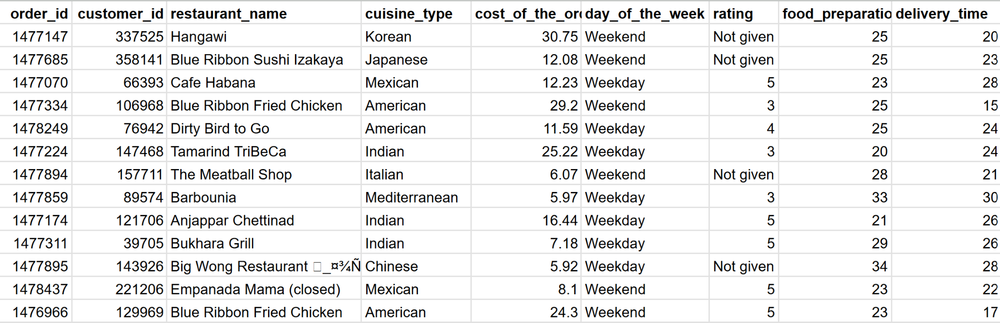 order_id customer_id restaurant_name cuisine_type cost_of_the_ord day_of_the_week rating food_preparatio delivery_time
1477147 337525 Hangawi Korean 30.75 Weekend Not given 25 20
1477685 358141 Blue Ribbon Sushi Izakaya Japanese 12.08 Weekend Not given 25 23
1477070 66393 Cafe Habana Mexican 12.23 Weekday 5 23 28
1477334 106968 Blue Ribbon Fried Chicken American 29.2 Weekend 3 25 15
1478249 76942 Dirty Bird to Go American 11.59 Weekday 4 25 24
1477224 147468 Tamarind TriBeCa Indian 25.22 Weekday 3 20 24
1477894 157711 The Meatball Shop Italian 6.07 Weekend Not given 28 21
1477859 89574 Barbounia Mediterranean 5.97 Weekday 3 33 30
1477174 121706 Anjappar Chettinad Indian 16.44 Weekday 5 21 26
1477311 39705 Bukhara Grill Indian 7.18 Weekday 5 29 26
1477895 143926 Big Wong Restaurant □_¤¾Ñ Chinese 5.92 Weekday Not given 34 28
1478437 221206 Empanada Mama (closed) Mexican 8.1 Weekend 5 23 22
1476966 129969 Blue Ribbon Fried Chicken American 24.3 Weekend 5 23 17